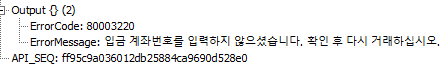 Output {} (2)
ErrorCode: 80003220
ErrorMessage: 입금 계좌번호를 입력하지 않으셨습니다. 확인 후 다시 거래하십시오.
API_SEQ: ff95c9a036012db25884ca9690d528e0